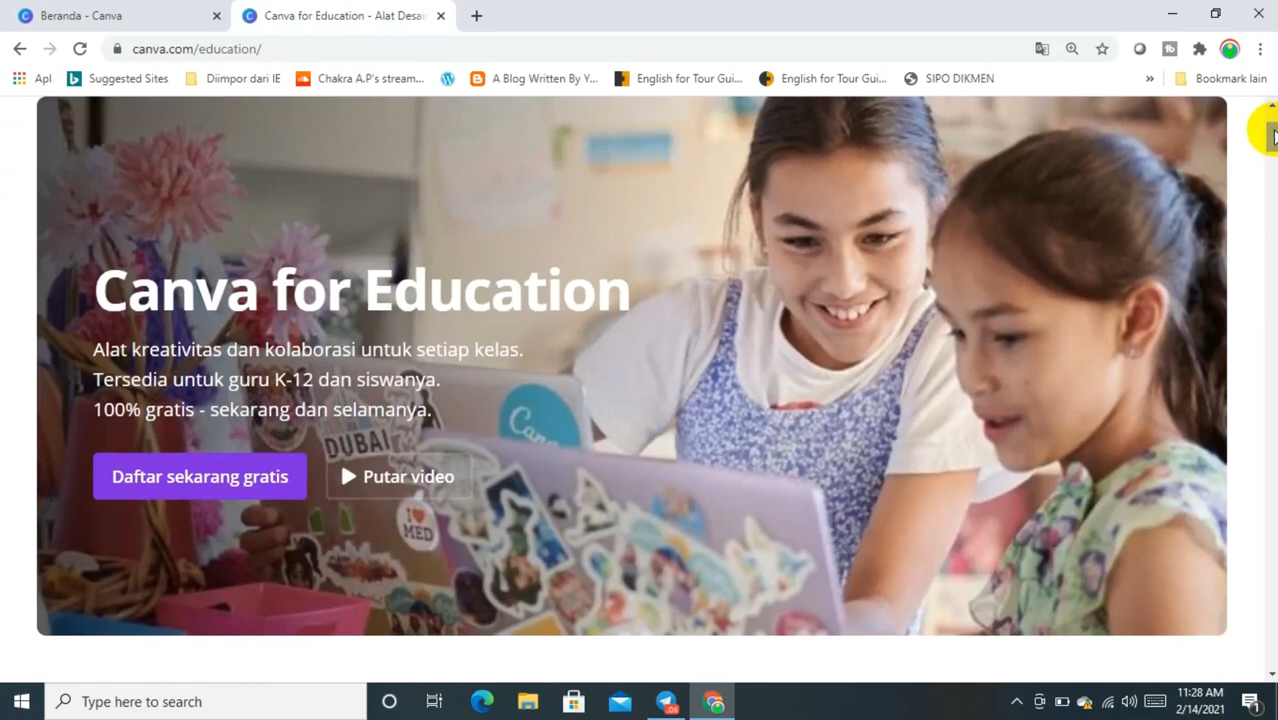 Beranda - Canva
Canva for Education - Alat Desai
canva.com/education/
Apl
Suggested Sites
Diimpor dari IE
Chakra A.P's stream...
A Blog Written By Y...
English for Tour Gui...
English for Tour Gui...
SIPO DIKMEN
»
Bookmark lain
Canva for Education
Alat kreativitas dan kolaborasi untuk setiap kelas.
Tersedia untuk guru K-12 dan siswanya.
100% gratis - sekarang dan selamanya.
Daftar sekarang gratis
Putar video
DUBAI
Canva
I ♥
MED
Type here to search
11:28 AM
2/14/2021